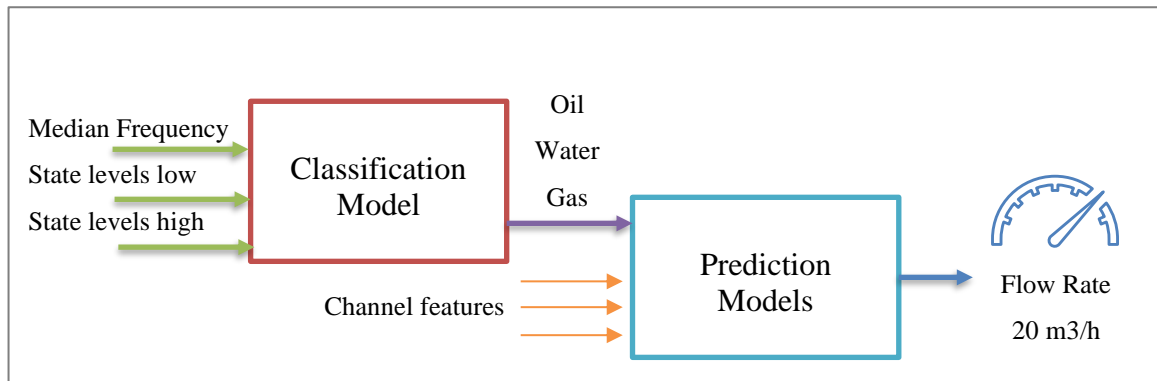 Median Frequency
State levels low
State levels high
Classification
Model
Oil
Water
Gas
Channel features
Prediction
Models
Flow Rate
20 m3/h